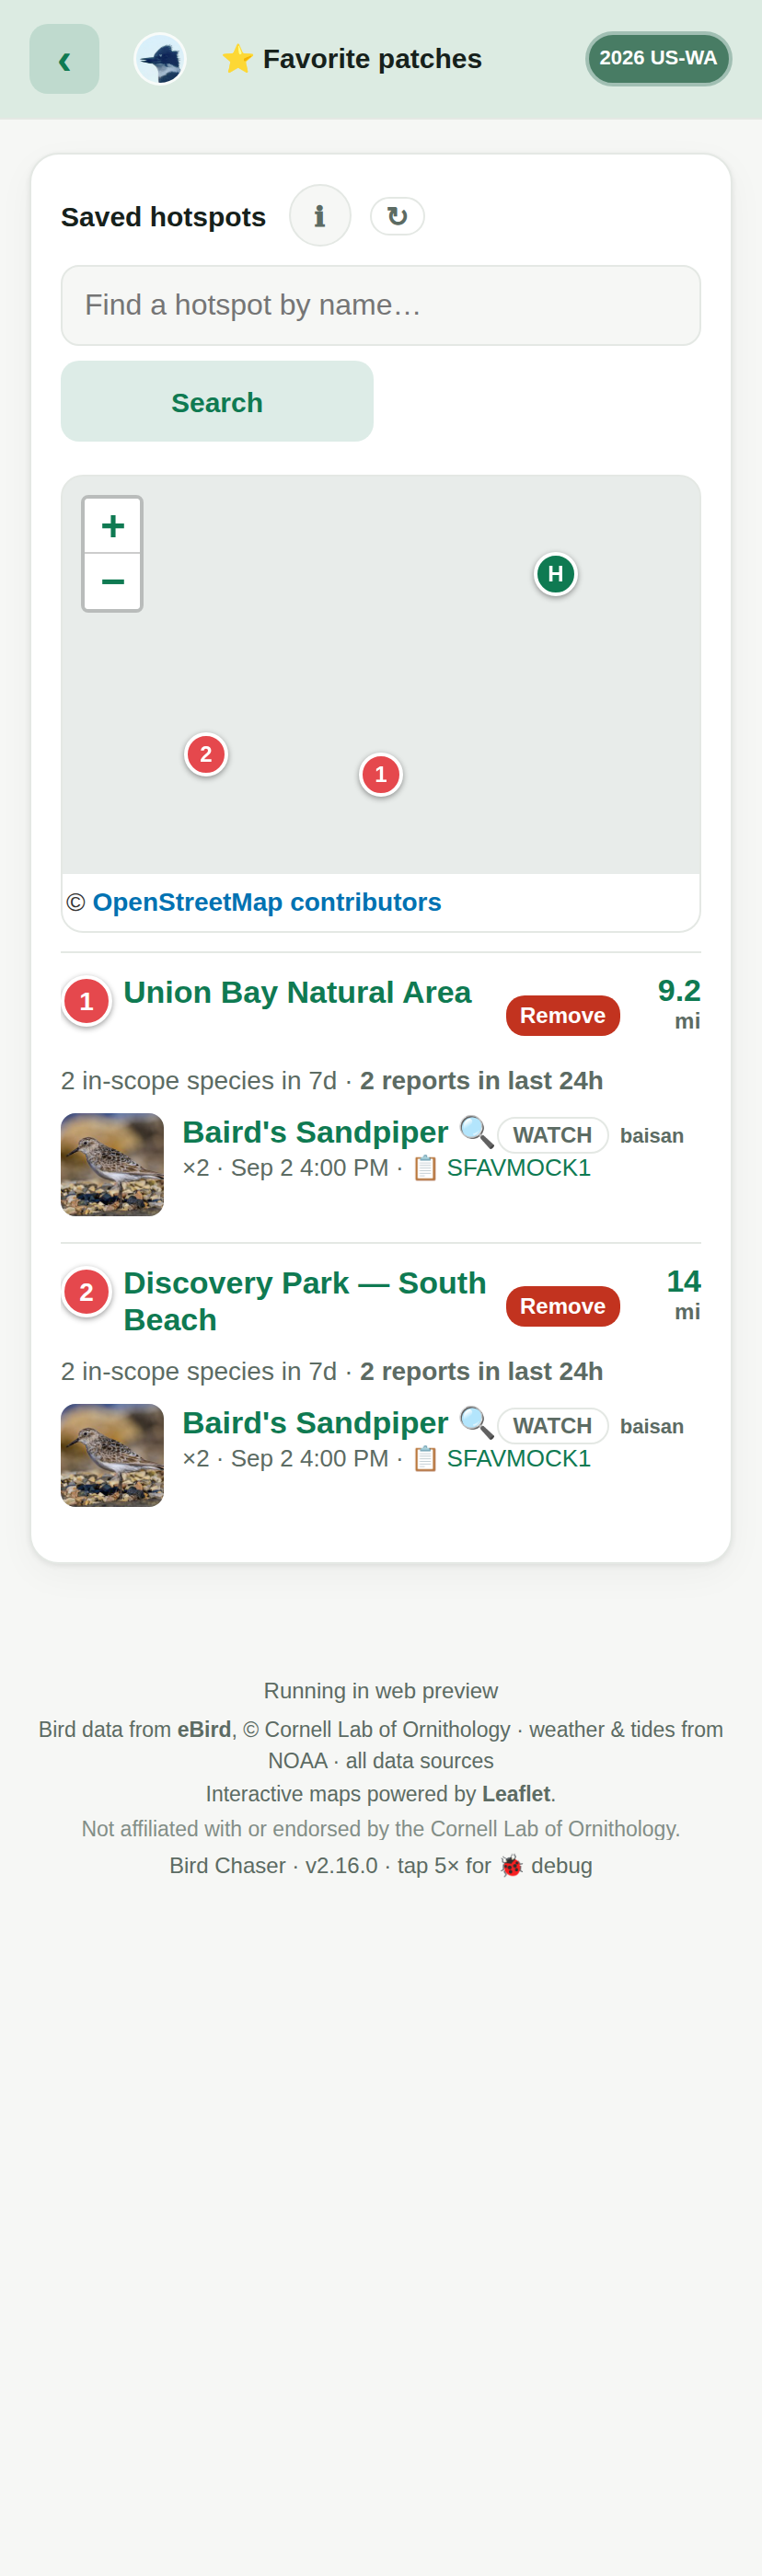 ‹
⭐ Favorite patches
2026 US-WA
Saved hotspots ℹ ↻
Find a hotspot by name…
Search
+
−
H
2
1
© OpenStreetMap contributors
1 Union Bay Natural Area Remove 9.2 mi
2 in-scope species in 7d · 2 reports in last 24h
Baird's Sandpiper 🔍 WATCH baisan
×2 · Sep 2 4:00 PM · 📋 SFAVMOCK1
2 Discovery Park — South
Beach
Remove
14
mi
2 in-scope species in 7d · 2 reports in last 24h
Baird's Sandpiper 🔍 WATCH baisan
×2 · Sep 2 4:00 PM · 📋 SFAVMOCK1
Running in web preview
Bird data from eBird, © Cornell Lab of Ornithology · weather & tides from
NOAA · all data sources
Interactive maps powered by Leaflet.
Not affiliated with or endorsed by the Cornell Lab of Ornithology.
Bird Chaser · v2.16.0 · tap 5× for 🐞 debug